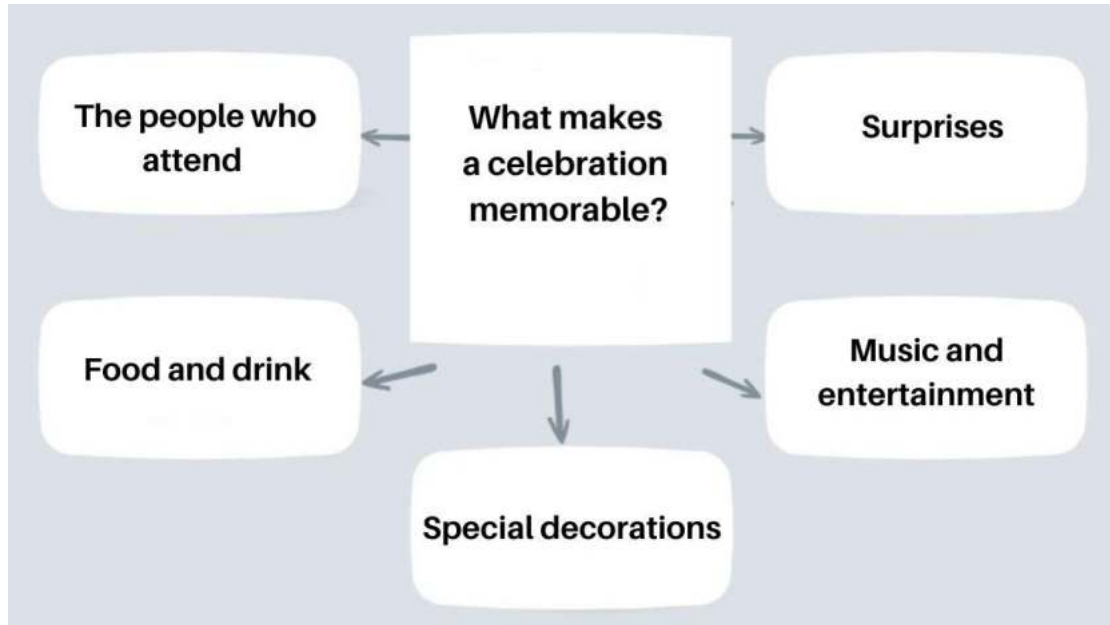 What makes
a celebration
memorable?
The people who
attend
Surprises
Food and drink
Music and
entertainment
Special decorations